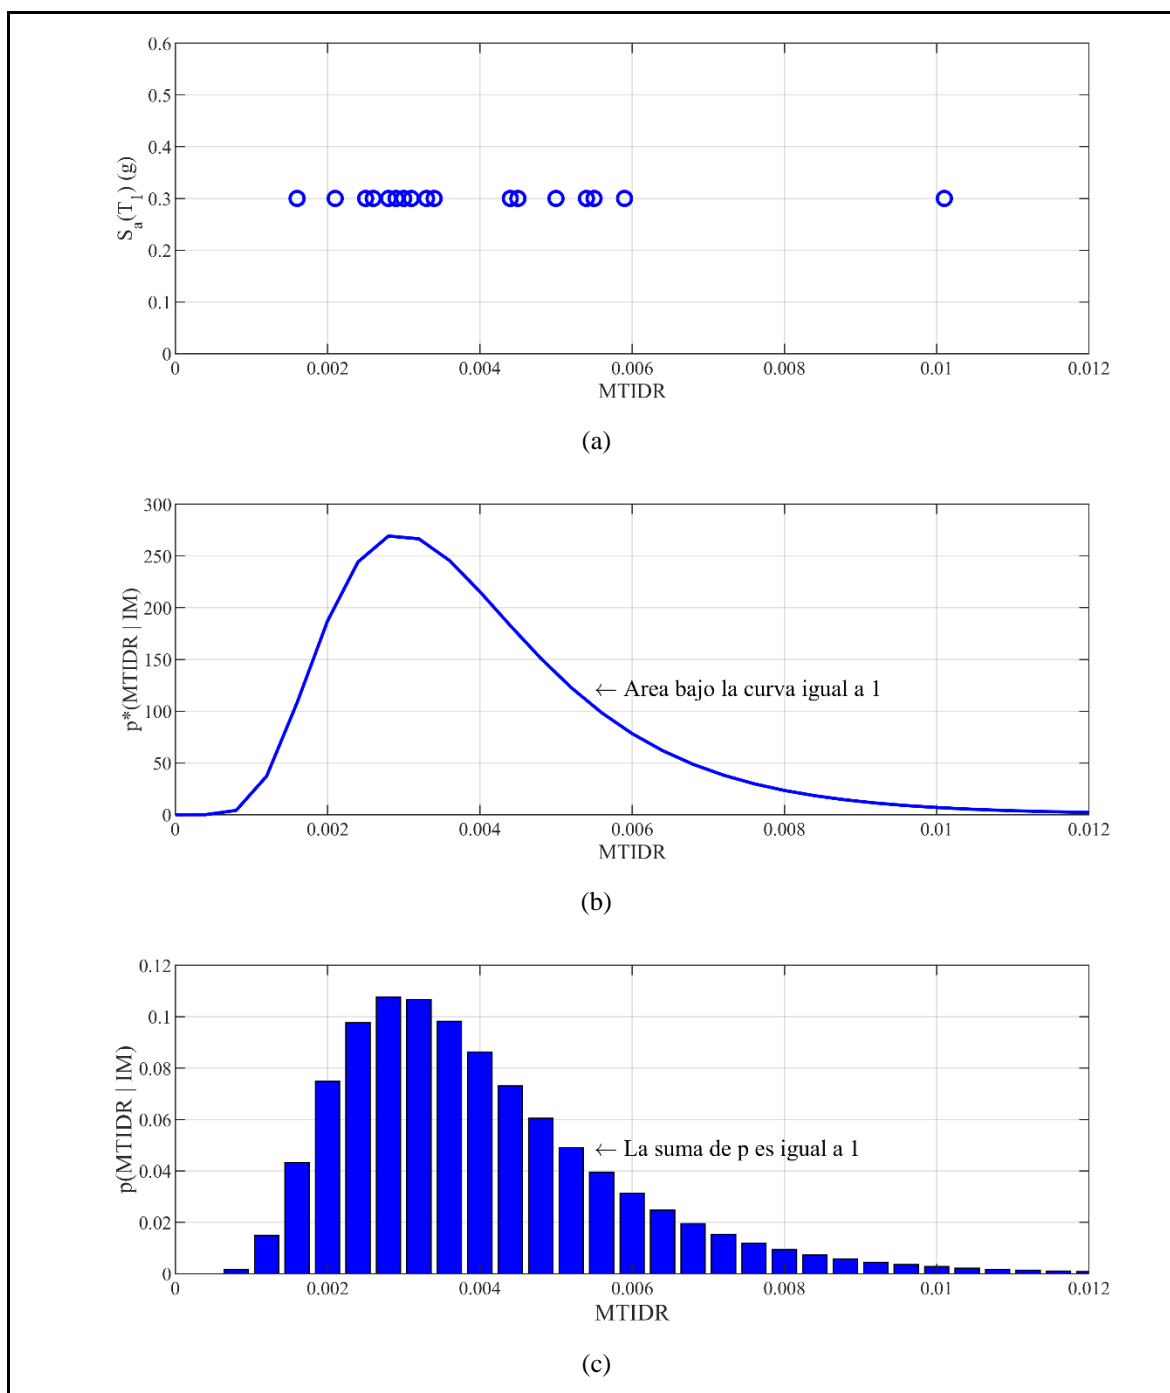 0.6
0.5
0.4
0.3
0.2
0.1
0
S_a(T_1) (g)
0 0.002 0.004 0.006 0.008 0.01 0.012
MTIDR
(a)
300
250
200
150
100
50
0
p*(MTIDR | IM)
← Area bajo la curva igual a 1
0 0.002 0.004 0.006 0.008 0.01 0.012
MTIDR
(b)
0.12
0.1
0.08
0.06
0.04
0.02
0
p(MTIDR | IM)
← La suma de p es igual a 1
0 0.002 0.004 0.006 0.008 0.01 0.012
MTIDR
(c)